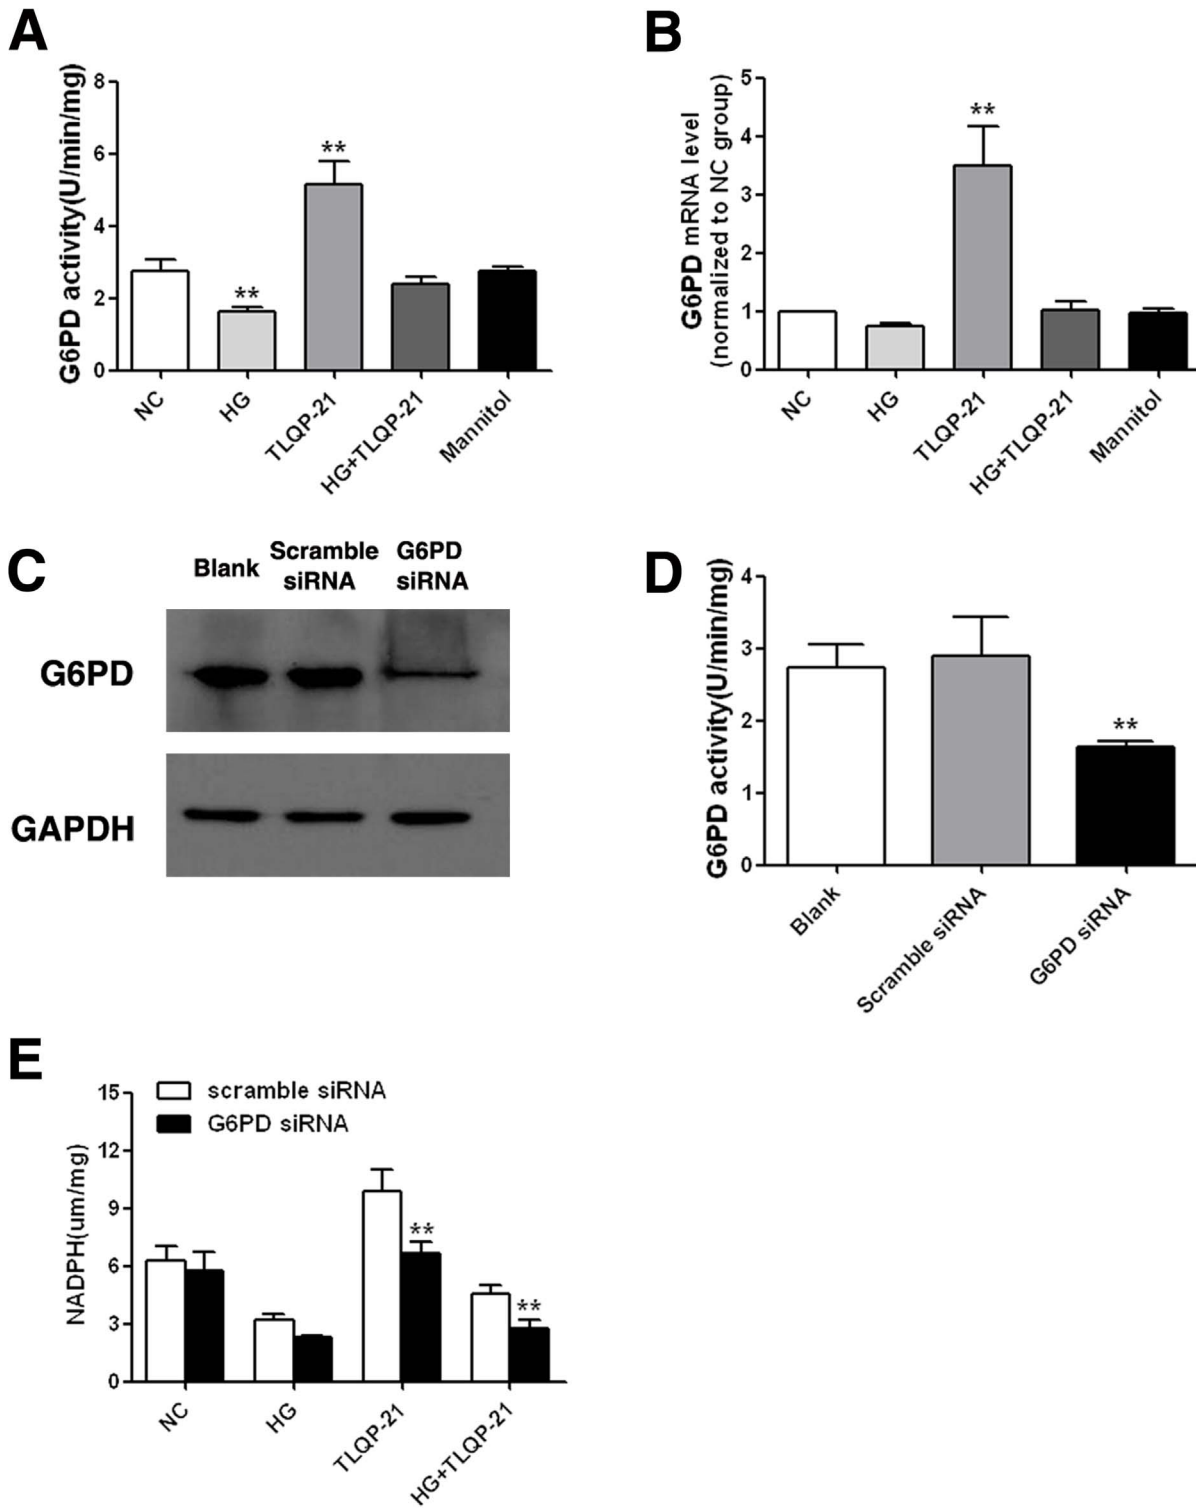 A
G6PD activity(U/min/mg)
8
6
4
2
0
**
**
NC
HG
TLQP-21
HG+TLQP-21
Mannitol
B
G6PD mRNA level
(normalized to NC group)
5
4
3
2
1
0
**
NC
HG
TLQP-21
HG+TLQP-21
Mannitol
C
Blank
Scramble
siRNA
G6PD
siRNA
G6PD
GAPDH
D
G6PD activity(U/min/mg)
4
3
2
1
0
**
Blank
Scramble siRNA
G6PD siRNA
E
NADPH(um/mg)
15
12
9
6
3
0
scramble siRNA
G6PD siRNA
**
**
NC
HG
TLQP-21
HG+TLQP-21